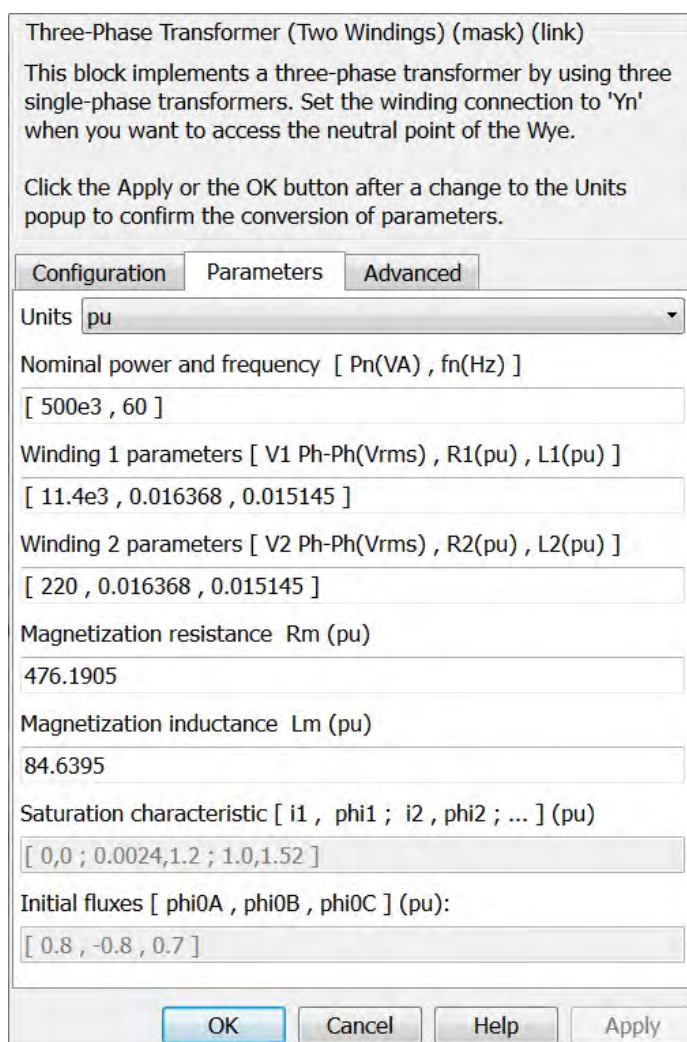 Three-Phase Transformer (Two Windings) (mask) (link)
This block implements a three-phase transformer by using three
single-phase transformers. Set the winding connection to 'Yn'
when you want to access the neutral point of the Wye.
Click the Apply or the OK button after a change to the Units
popup to confirm the conversion of parameters.
Configuration Parameters Advanced
Units pu
Nominal power and frequency [ Pn(VA) , fn(Hz) ]
[ 500e3 , 60 ]
Winding 1 parameters [ V1 Ph-Ph(Vrms) , R1(pu) , L1(pu) ]
[ 11.4e3 , 0.016368 , 0.015145 ]
Winding 2 parameters [ V2 Ph-Ph(Vrms) , R2(pu) , L2(pu) ]
[ 220 , 0.016368 , 0.015145 ]
Magnetization resistance Rm (pu)
476.1905
Magnetization inductance Lm (pu)
84.6395
Saturation characteristic [ i1 , phi1 ; i2 , phi2 ; ... ] (pu)
[ 0,0 ; 0.0024,1.2 ; 1.0,1.52 ]
Initial fluxes [ phi0A , phi0B , phi0C ] (pu):
[ 0.8 , -0.8 , 0.7 ]
OK Cancel Help Apply